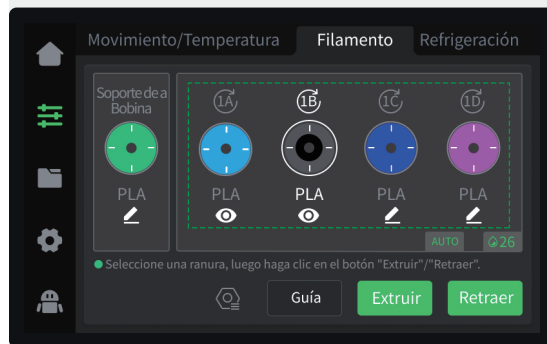 Movimiento/Temperatura Filamento Refrigeración
Soporte de a
Bobina
1A 1B 1C 1D
PLA PLA PLA PLA PLA
AUTO 26
Seleccione una ranura, luego haga clic en el botón "Extruir"/"Retraer".
Guía Extruir Retraer